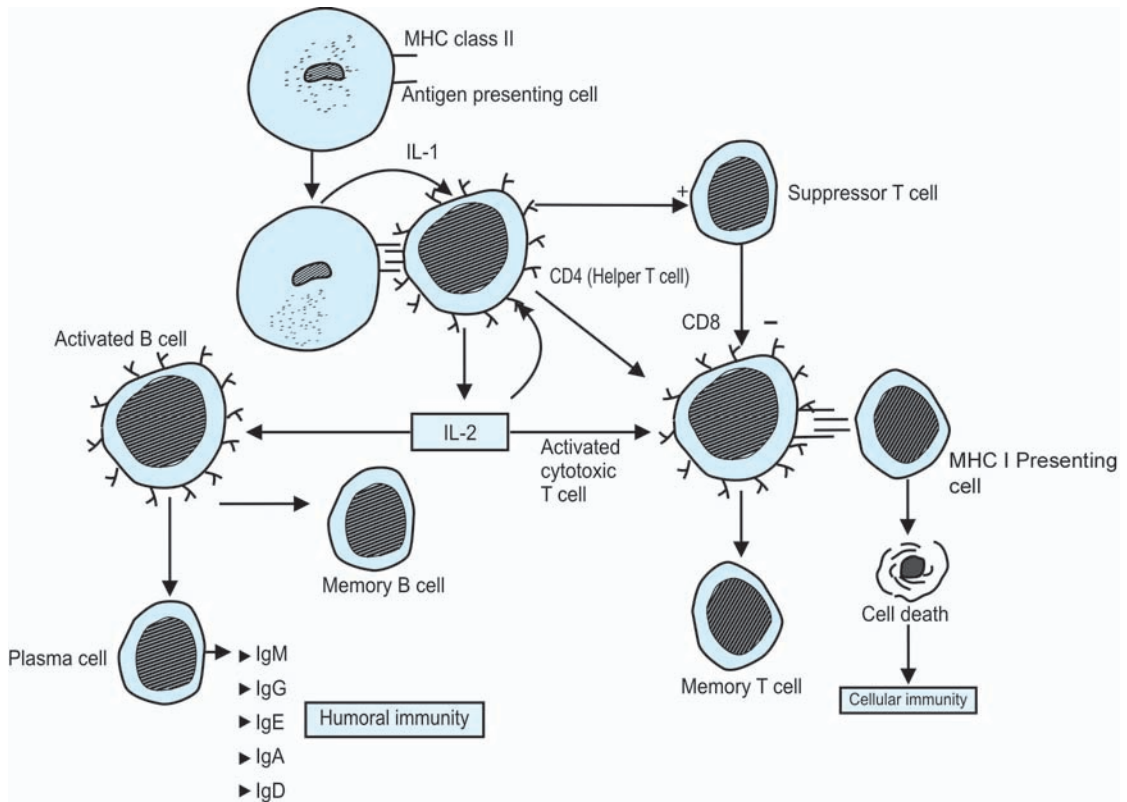 MHC class II
Antigen presenting cell
IL-1
+
Suppressor T cell
CD4 (Helper T cell)
CD8
–
Activated B cell
IL-2
Activated
cytotoxic
T cell
MHC I Presenting
cell
Memory B cell
Cell death
Plasma cell
IgM
IgG
IgE
IgA
IgD
Humoral immunity
Memory T cell
Cellular immunity